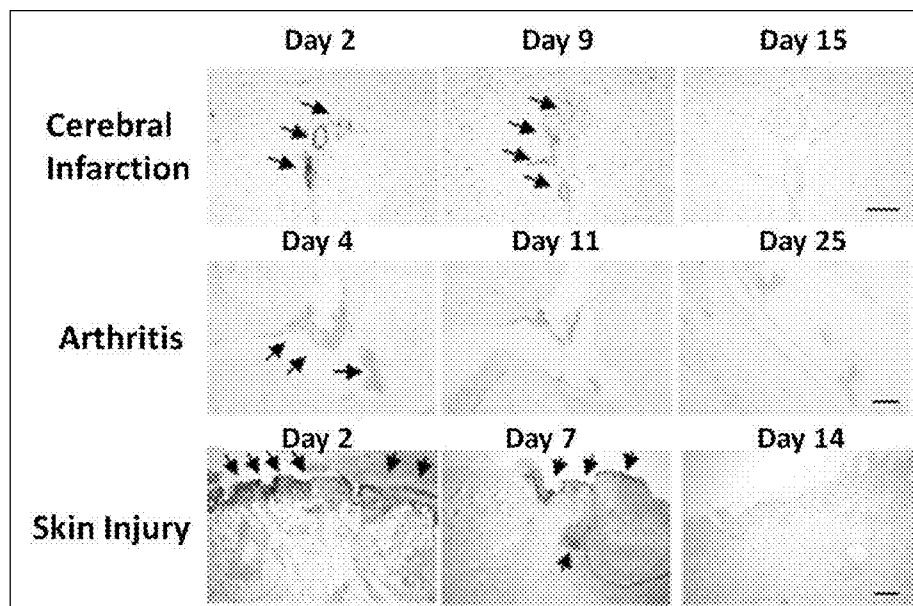 Day 2 Day 9 Day 15
Cerebral
Infarction
Day 4 Day 11 Day 25
Arthritis
Day 2 Day 7 Day 14
Skin Injury